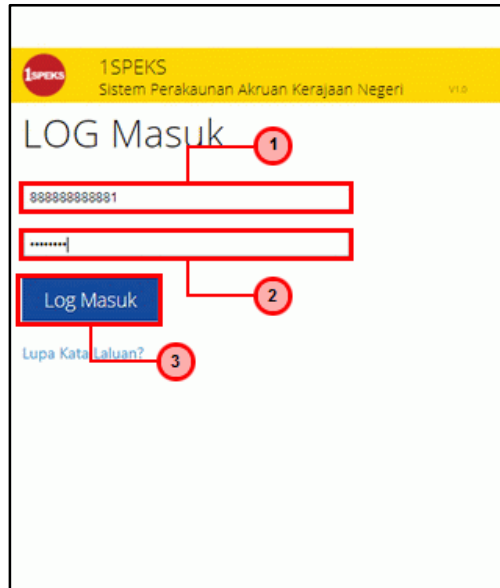 1SPEKS
1SPEKS
Sistem Perakaunan Akruan Kerajaan Negeri
V1.0
LOG Masuk
1
888888888881
••••••••
Log Masuk
2
Lupa Kata Laluan?
3